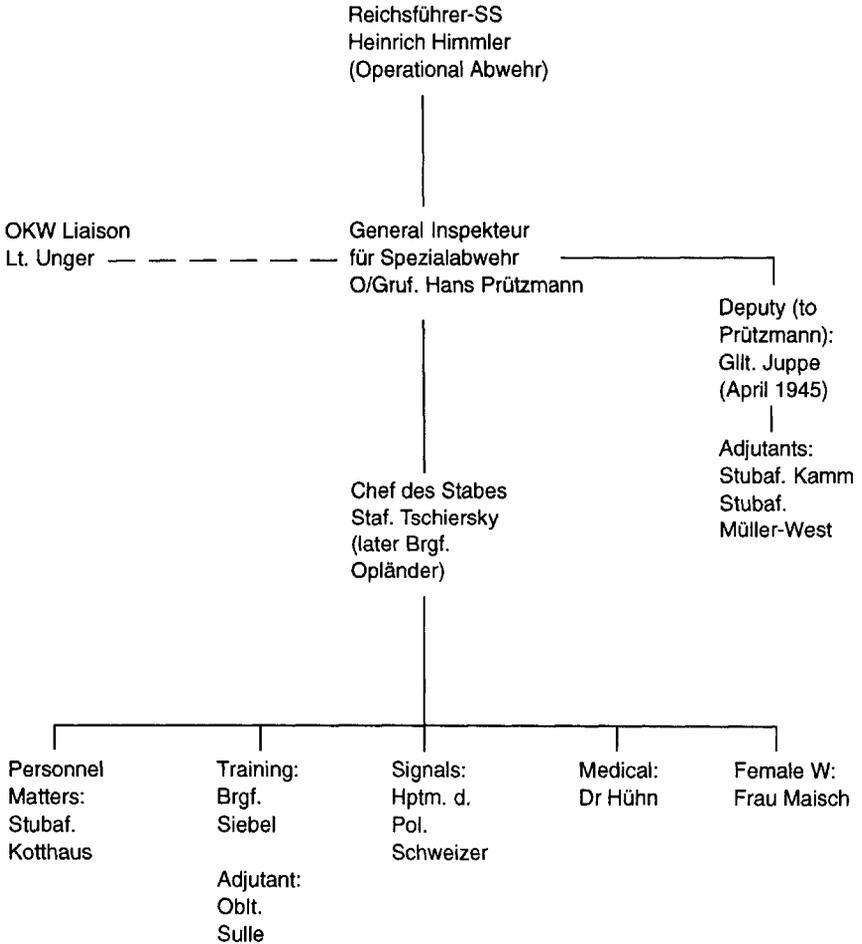 Reichsführer-SS
Heinrich Himmler
(Operational Abwehr)
OKW Liaison
Lt. Unger
General Inspekteur
für Spezialabwehr
O/Gruf. Hans Prützmann
Deputy (to
Prützmann):
Gllt. Juppe
(April 1945)
Adjutants:
Stubaf. Kamm
Stubaf.
Müller-West
Chef des Stabes
Staf. Tschiersky
(later Brgf.
Opländer)
Personnel
Matters:
Stubaf.
Kotthaus
Training:
Brgf.
Siebel
Adjutant:
Oblt.
Sulle
Signals:
Hptm. d.
Pol.
Schweizer
Medical:
Dr Hühn
Female W:
Frau Maisch